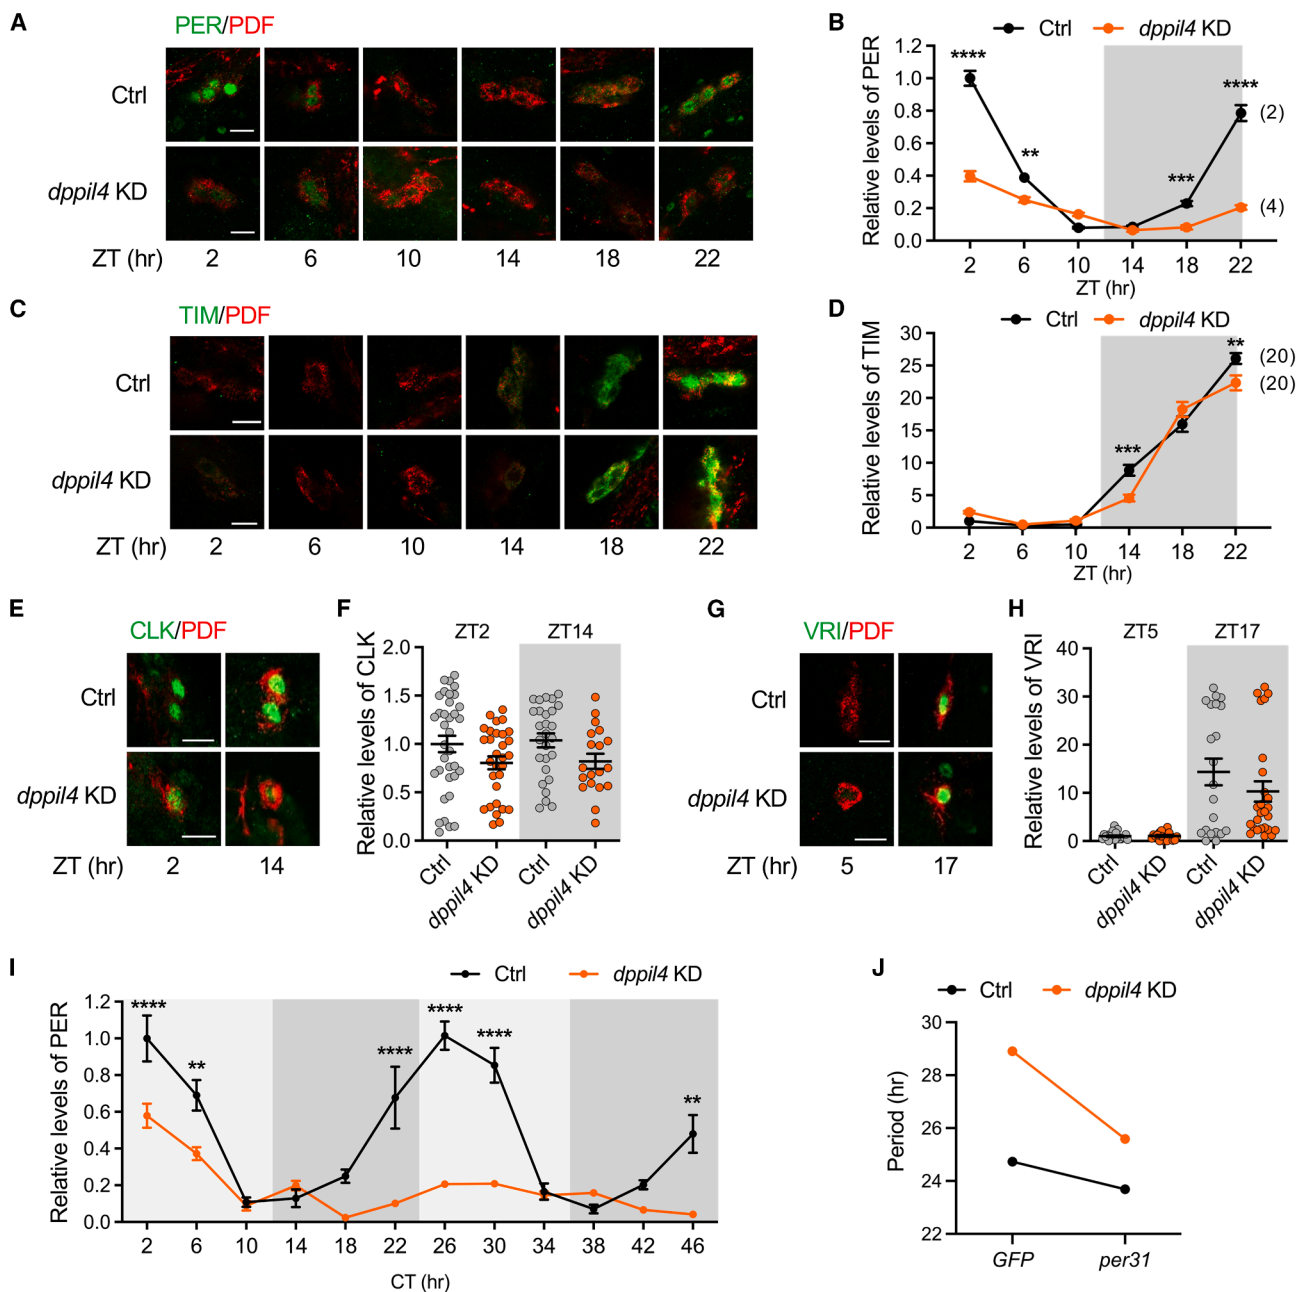 A
PER/PDF
Ctrl
dppil4 KD
ZT (hr) 2 6 10 14 18 22
B
Ctrl dppil4 KD
Relative levels of PER
1.2
1.0
0.8
0.6
0.4
0.2
0.0
****
**
***
****
(2)
(4)
2 6 10 14 18 22
ZT (hr)
C
TIM/PDF
Ctrl
dppil4 KD
ZT (hr) 2 6 10 14 18 22
D
Ctrl dppil4 KD
Relative levels of TIM
30
25
20
15
10
5
0
***
**
(20)
(20)
2 6 10 14 18 22
ZT (hr)
E
CLK/PDF
Ctrl
dppil4 KD
ZT (hr) 2 14
F
ZT2 ZT14
Relative levels of CLK
2.0
1.5
1.0
0.5
0.0
Ctrl dppil4 KD Ctrl dppil4 KD
G
VRI/PDF
Ctrl
dppil4 KD
ZT (hr) 5 17
H
ZT5 ZT17
Relative levels of VRI
40
30
20
10
0
Ctrl dppil4 KD Ctrl dppil4 KD
I
Ctrl dppil4 KD
Relative levels of PER
1.2
1.0
0.8
0.6
0.4
0.2
0.0
****
**
****
****
****
**
2 6 10 14 18 22 26 30 34 38 42 46
CT (hr)
J
Ctrl dppil4 KD
Period (hr)
30
28
26
24
22
GFP per31